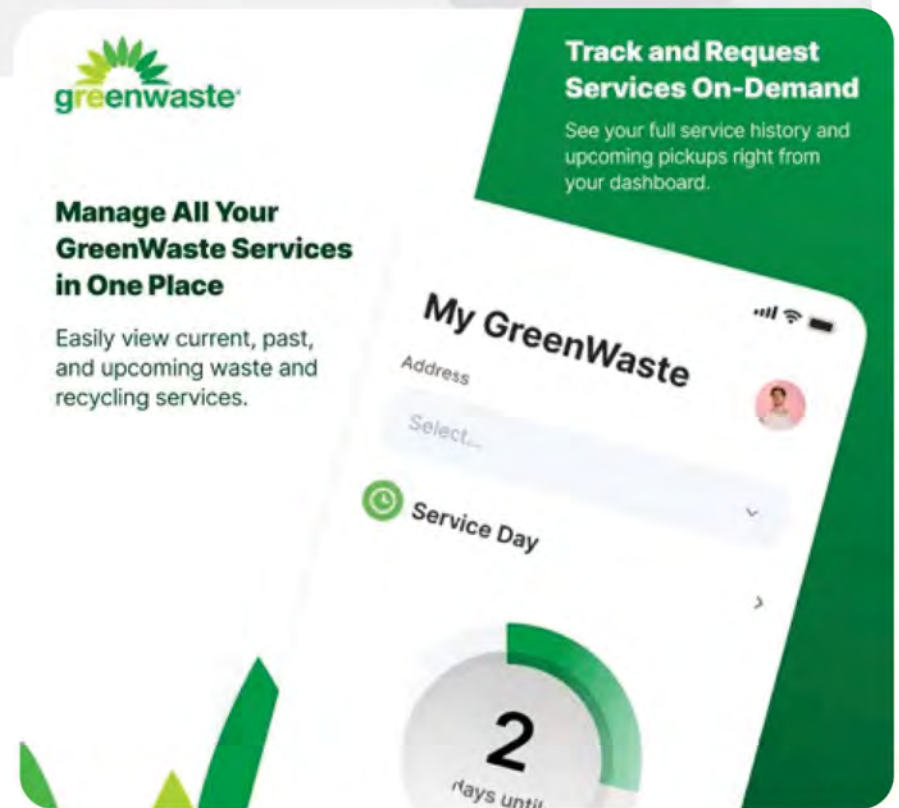 greenwaste
Manage All Your
GreenWaste Services
in One Place
Easily view current, past,
and upcoming waste and
recycling services.
Track and Request
Services On-Demand
See your full service history and
upcoming pickups right from
your dashboard.
My GreenWaste
Address
Select...
Service Day
2
days until